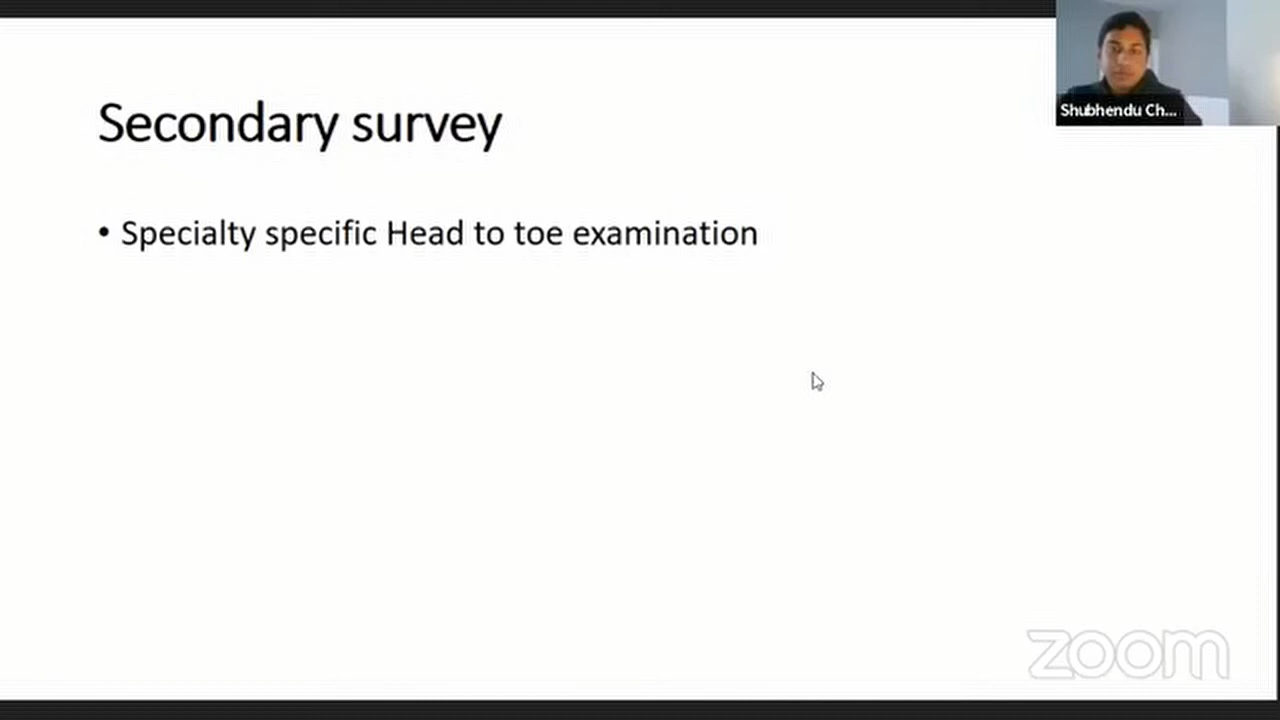 Secondary survey
• Specialty specific Head to toe examination
Shubhendu Ch...
zoom